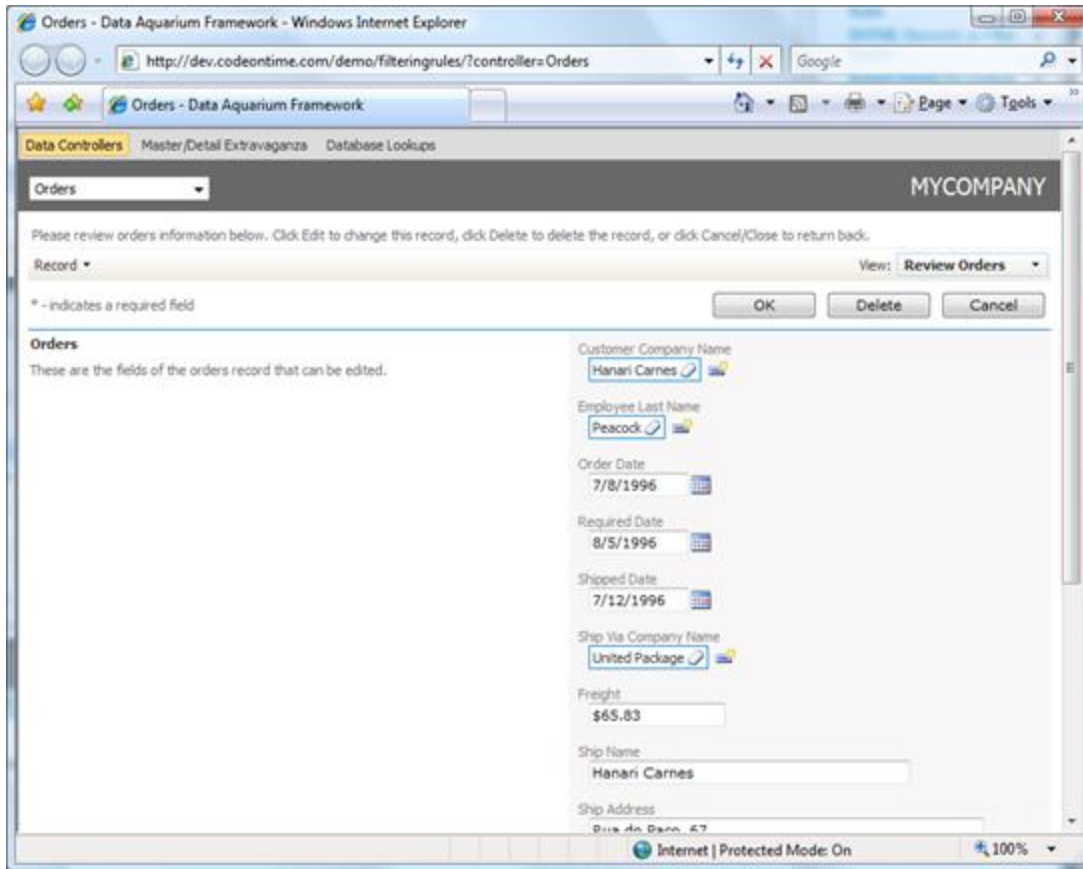 Orders - Data Aquarium Framework - Windows Internet Explorer
http://dev.codeontime.com/demo/filteringrules/?controller=Orders
Google
Orders - Data Aquarium Framework
Page
Tools
Data Controllers Master/Detail Extravaganza Database Lookups
Orders
MYCOMPANY
Please review orders information below. Click Edit to change this record, click Delete to delete the record, or click Cancel/Close to return back.
Record
View: Review Orders
* - indicates a required field
OK Delete Cancel
Orders
These are the fields of the orders record that can be edited.
Customer Company Name
Hanari Carnes
Employee Last Name
Peacock
Order Date
7/8/1996
Required Date
8/5/1996
Shipped Date
7/12/1996
Ship Via Company Name
United Package
Freight
$65.83
Ship Name
Hanari Carnes
Ship Address
Rua do Paço, 67
Internet | Protected Mode: On
100%